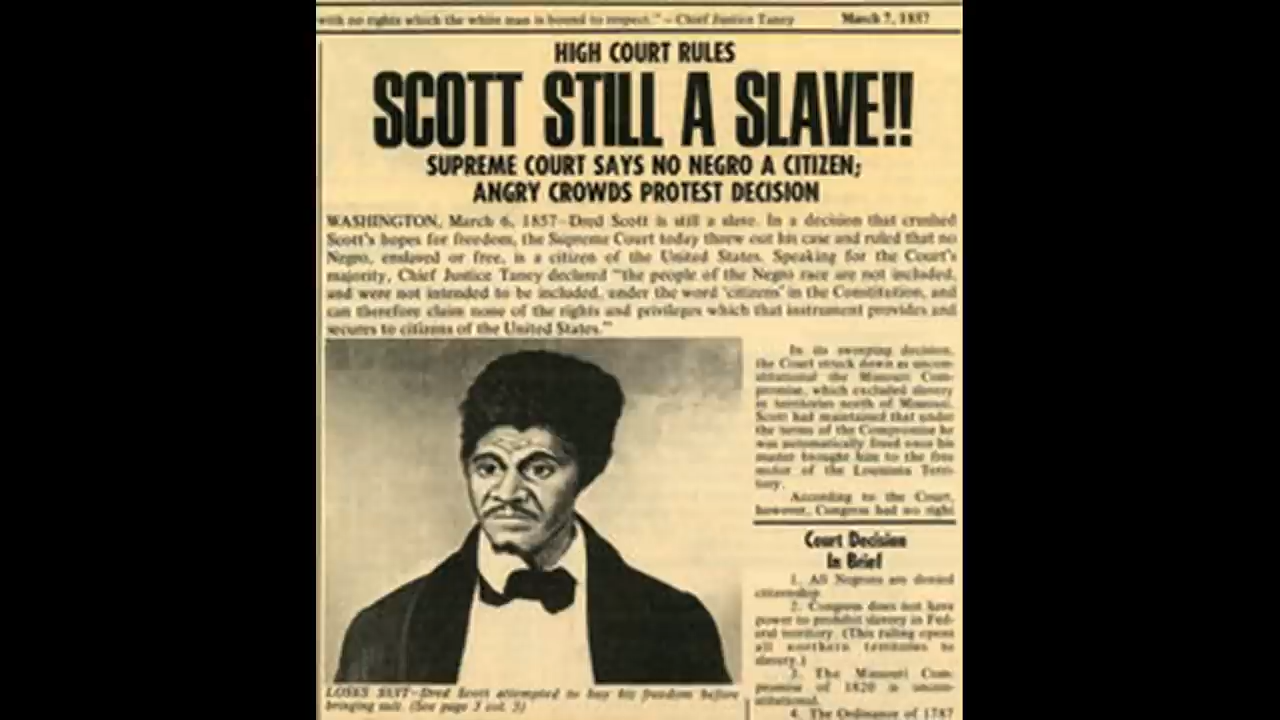 with no rights which the white man is bound to respect." – Chief Justice Taney March 7, 1857
HIGH COURT RULES
SCOTT STILL A SLAVE!!
SUPREME COURT SAYS NO NEGRO A CITIZEN;
ANGRY CROWDS PROTEST DECISION
WASHINGTON, March 6, 1857–Dred Scott is still a slave. In a decision that crushed
Scott's hopes for freedom, the Supreme Court today threw out his case and ruled that no
Negro, enslaved or free, is a citizen of the United States. Speaking for the Court's
majority, Chief Justice Taney declared "the people of the Negro race are not included,
and were not intended to be included, under the word 'citizens' in the Constitution, and
can therefore claim none of the rights and privileges which that instrument provides and
secures to citizens of the United States."
In its sweeping decision,
the Court struck down as uncon-
stitutional the Missouri Com-
promise, which excluded slavery
in territories north of Missouri.
Scott had maintained that under
the terms of the Compromise he
was automatically freed once his
master brought him to the free
sector of the Louisiana Terri-
tory.
According to the Court,
however, Congress had no right
Court Decision
In Brief
1. All Negroes are denied
citizenship.
2. Congress does not have
power to prohibit slavery in Fed-
eral territory. (This ruling opens
all northern territories to
slavery.)
3. The Missouri Com-
promise of 1820 is uncon-
stitutional.
4. The Ordinance of 1787
LOSES SUIT–Dred Scott attempted to buy his freedom before
bringing suit. (See page 3 col. 5)